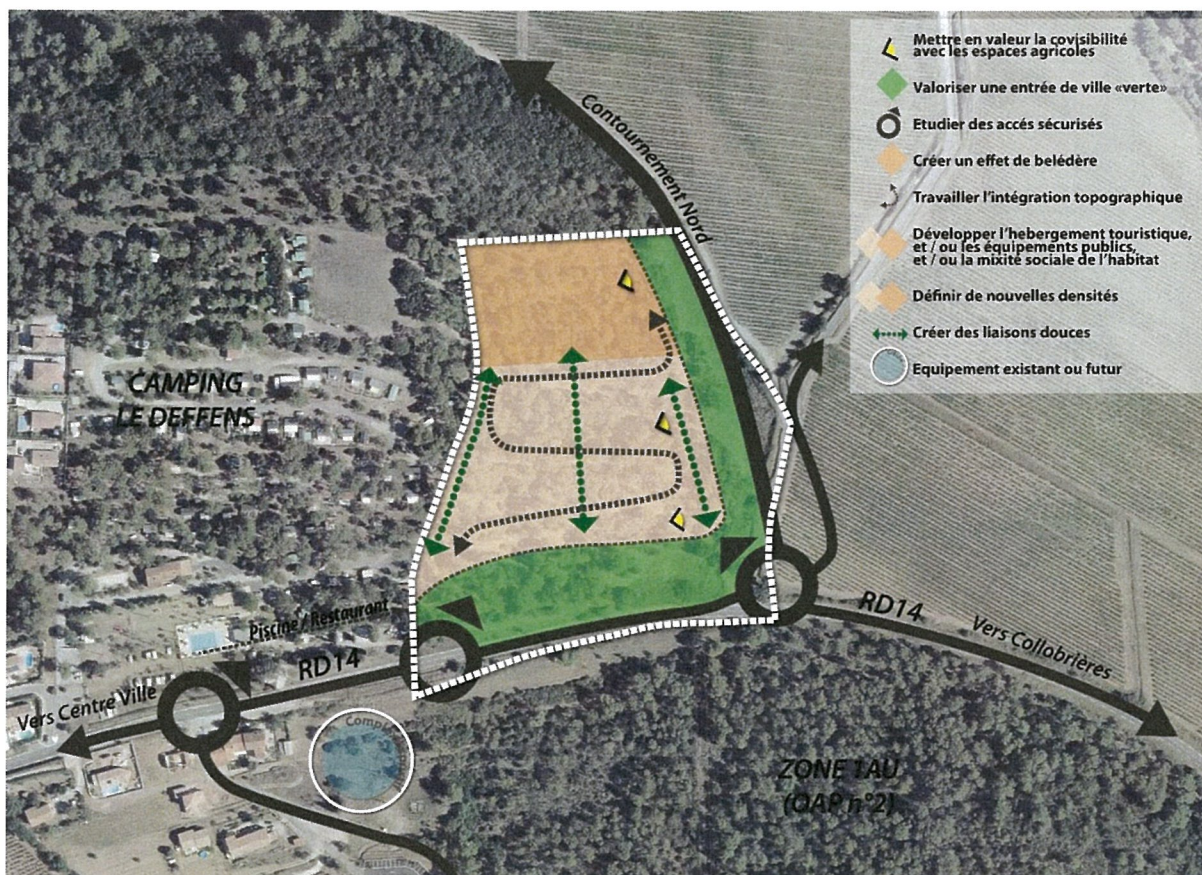 Mettre en valeur la covisibilité
avec les espaces agricoles
Valoriser une entrée de ville «verte»
Etudier des accés sécurisés
Créer un effet de belédère
Travailler l'intégration topographique
Développer l'hebergement touristique,
et / ou les équipements publics,
et / ou la mixité sociale de l'habitat
Définir de nouvelles densités
Créer des liaisons douces
Equipement existant ou futur
Contournement Nord
CAMPING
LE DEFFENS
Piscine / Restaurant
RD14
Vers Centre Ville
RD14
Vers Collobrières
ZONE 1AU
(OAP n°2)